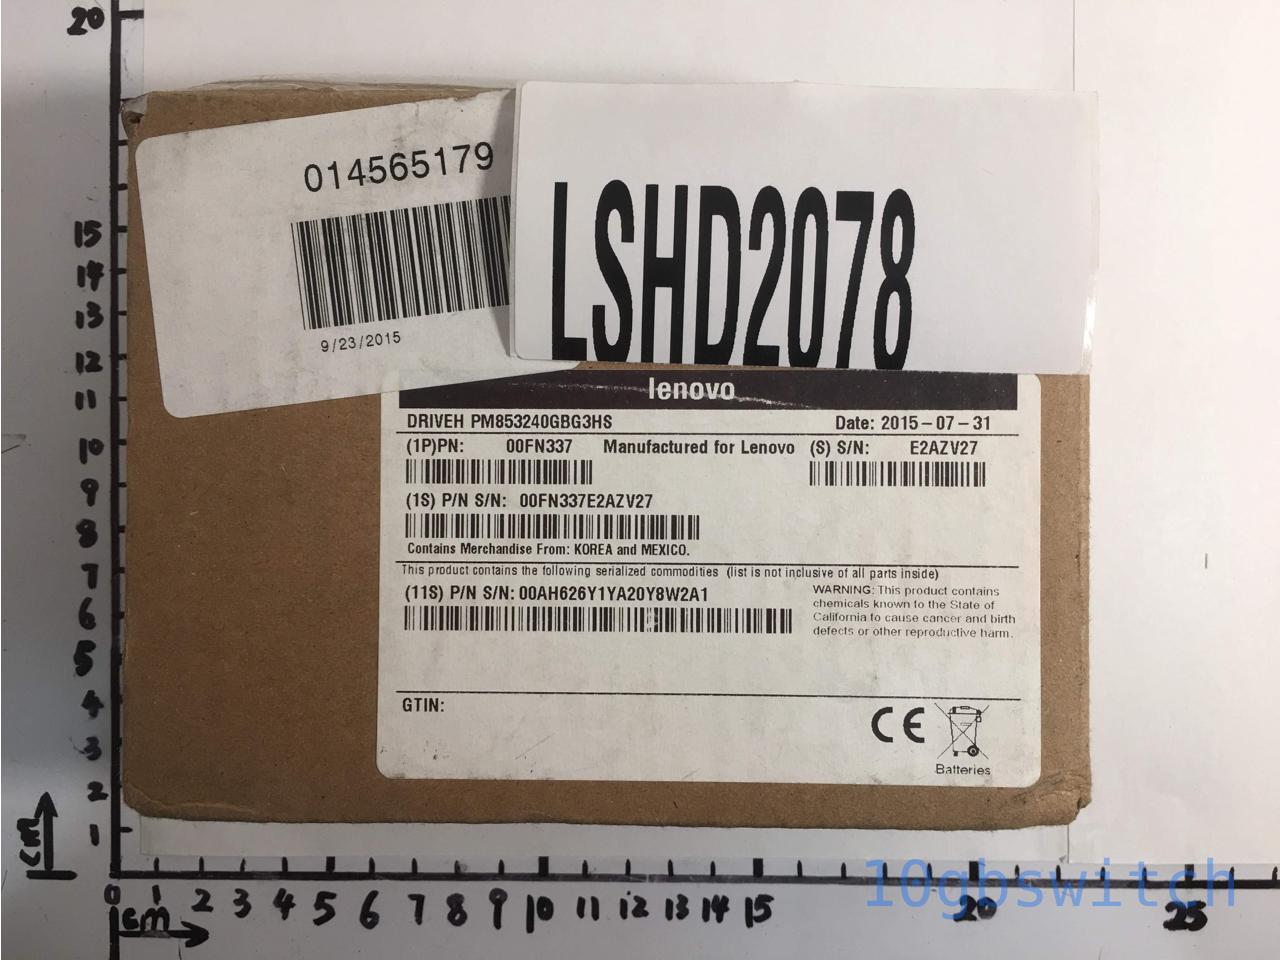 20
014565179
LSHD2078
9/23/2015
lenovo
DRIVEH PM853240GBG3HS Date: 2015-07-31
(1P)PN: 00FN337 Manufactured for Lenovo (S) S/N: E2AZV27
(1S) P/N S/N: 00FN337E2AZV27
Contains Merchandise From: KOREA and MEXICO.
This product contains the following serialized commodities (list is not inclusive of all parts inside)
(11S) P/N S/N: 00AH626Y1YA20Y8W2A1
WARNING: This product contains
chemicals known to the State of
California to cause cancer and birth
defects or other reproductive harm.
GTIN:
CE
Batteries
15
14
13
12
11
10
9
8
7
6
5
4
3
2
1
cm
0 1 2 3 4 5 6 7 8 9 10 11 12 13 14 15 20 25
cm
10gbswitch